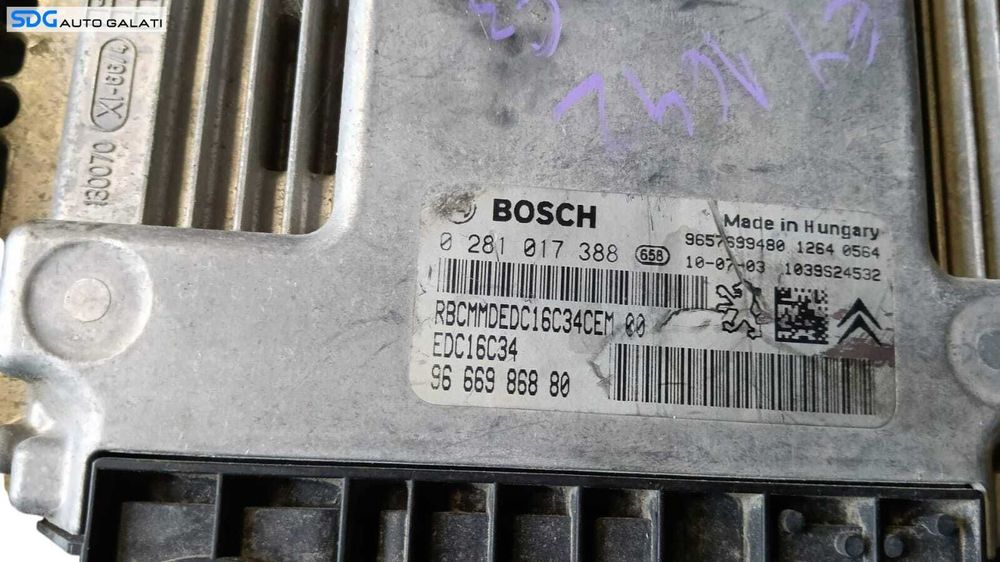 SDG AUTO GALATI
130070
XI-66/4
BOSCH
Made in Hungary
0 281 017 388
658
9657699480 1264 0564
10-07-03 1039S24532
RBCMMDEDC16C34CEM 00
EDC16C34
96 669 868 80